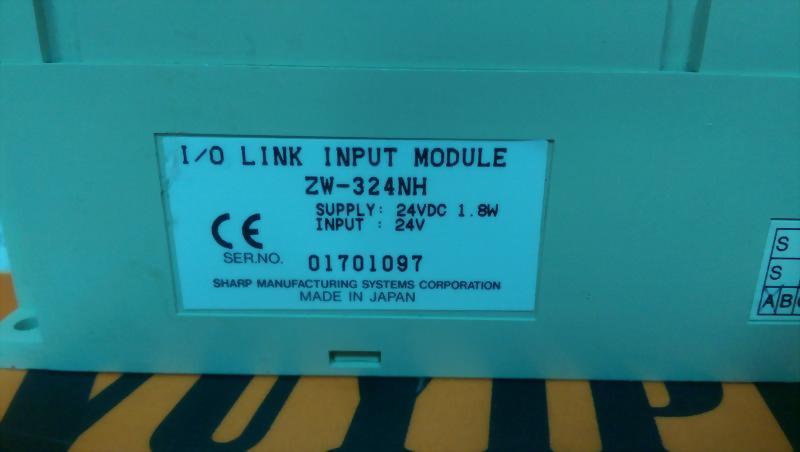 I/O LINK INPUT MODULE
ZW-324NH
SUPPLY: 24VDC 1.8W
INPUT : 24V
CE
SER.NO. 01701097
SHARP MANUFACTURING SYSTEMS CORPORATION
MADE IN JAPAN
S
S
A B